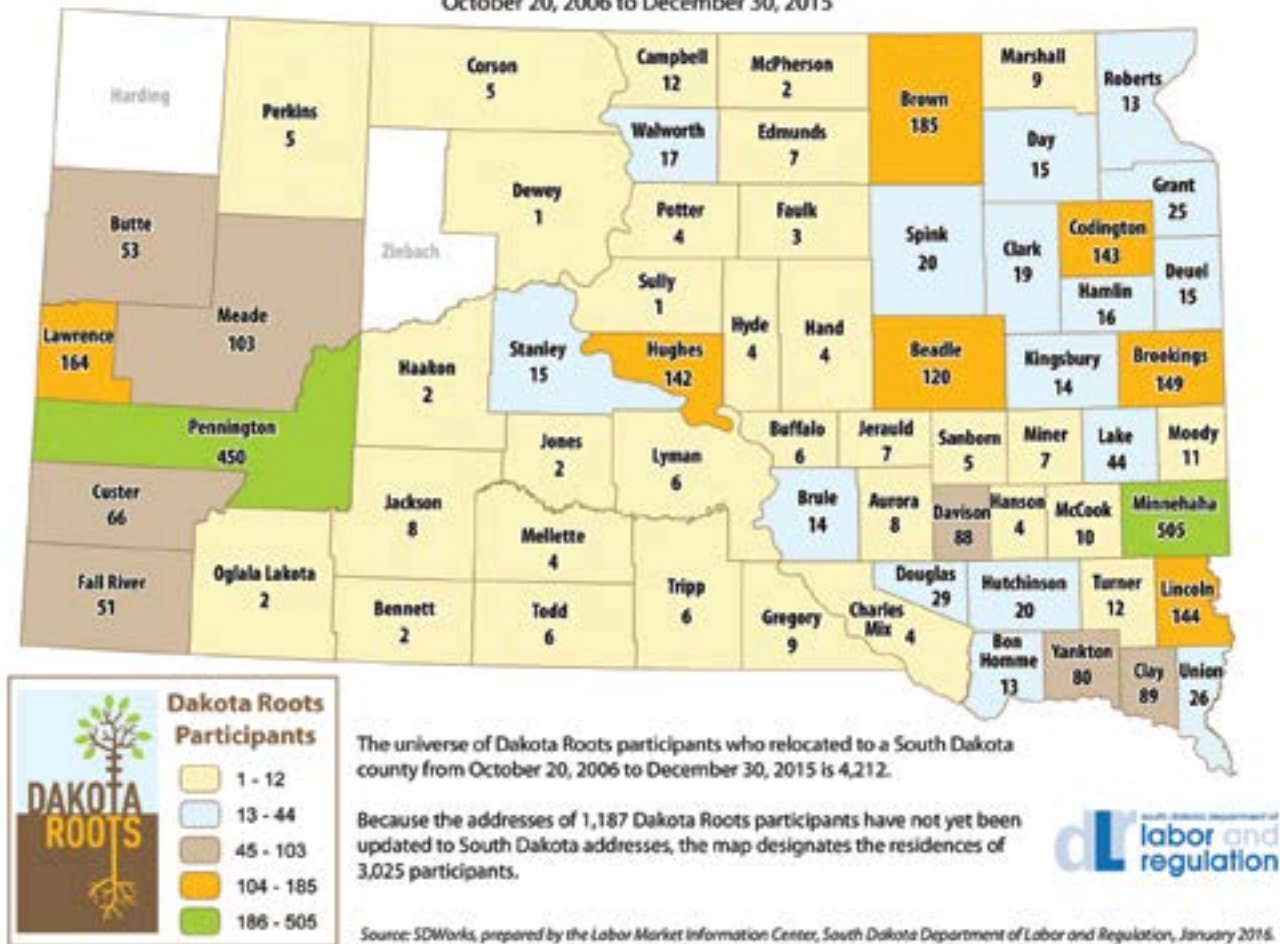 October 20, 2006 to December 30, 2015
Harding
Perkins
5
Corson
5
Campbell
12
McPherson
2
Brown
185
Marshall
9
Roberts
13
Walworth
17
Edmunds
7
Day
15
Butte
53
Ziebach
Dewey
1
Potter
4
Faulk
3
Spink
20
Clark
19
Codington
143
Grant
25
Hamlin
16
Deuel
15
Lawrence
164
Meade
103
Haakon
2
Stanley
15
Sully
1
Hughes
142
Hyde
4
Hand
4
Beadle
120
Kingsbury
14
Brookings
149
Pennington
450
Jones
2
Lyman
6
Buffalo
6
Jerauld
7
Sanborn
5
Miner
7
Lake
44
Moody
11
Custer
66
Jackson
8
Mellette
4
Brule
14
Aurora
8
Davison
88
Hanson
4
McCook
10
Minnehaha
505
Fall River
51
Oglala Lakota
2
Bennett
2
Todd
6
Tripp
6
Gregory
9
Charles
Mix 4
Douglas
29
Hutchinson
20
Turner
12
Lincoln
144
Bon
Homme
13
Yankton
80
Clay
89
Union
26
DAKOTA
ROOTS
Dakota Roots
Participants
1 - 12
13 - 44
45 - 103
104 - 185
186 - 505
The universe of Dakota Roots participants who relocated to a South Dakota
county from October 20, 2006 to December 30, 2015 is 4,212.
Because the addresses of 1,187 Dakota Roots participants have not yet been
updated to South Dakota addresses, the map designates the residences of
3,025 participants.
dLr
south dakota department of
labor and
regulation
Source: SDWorks, prepared by the Labor Market Information Center, South Dakota Department of Labor and Regulation, January 2016.